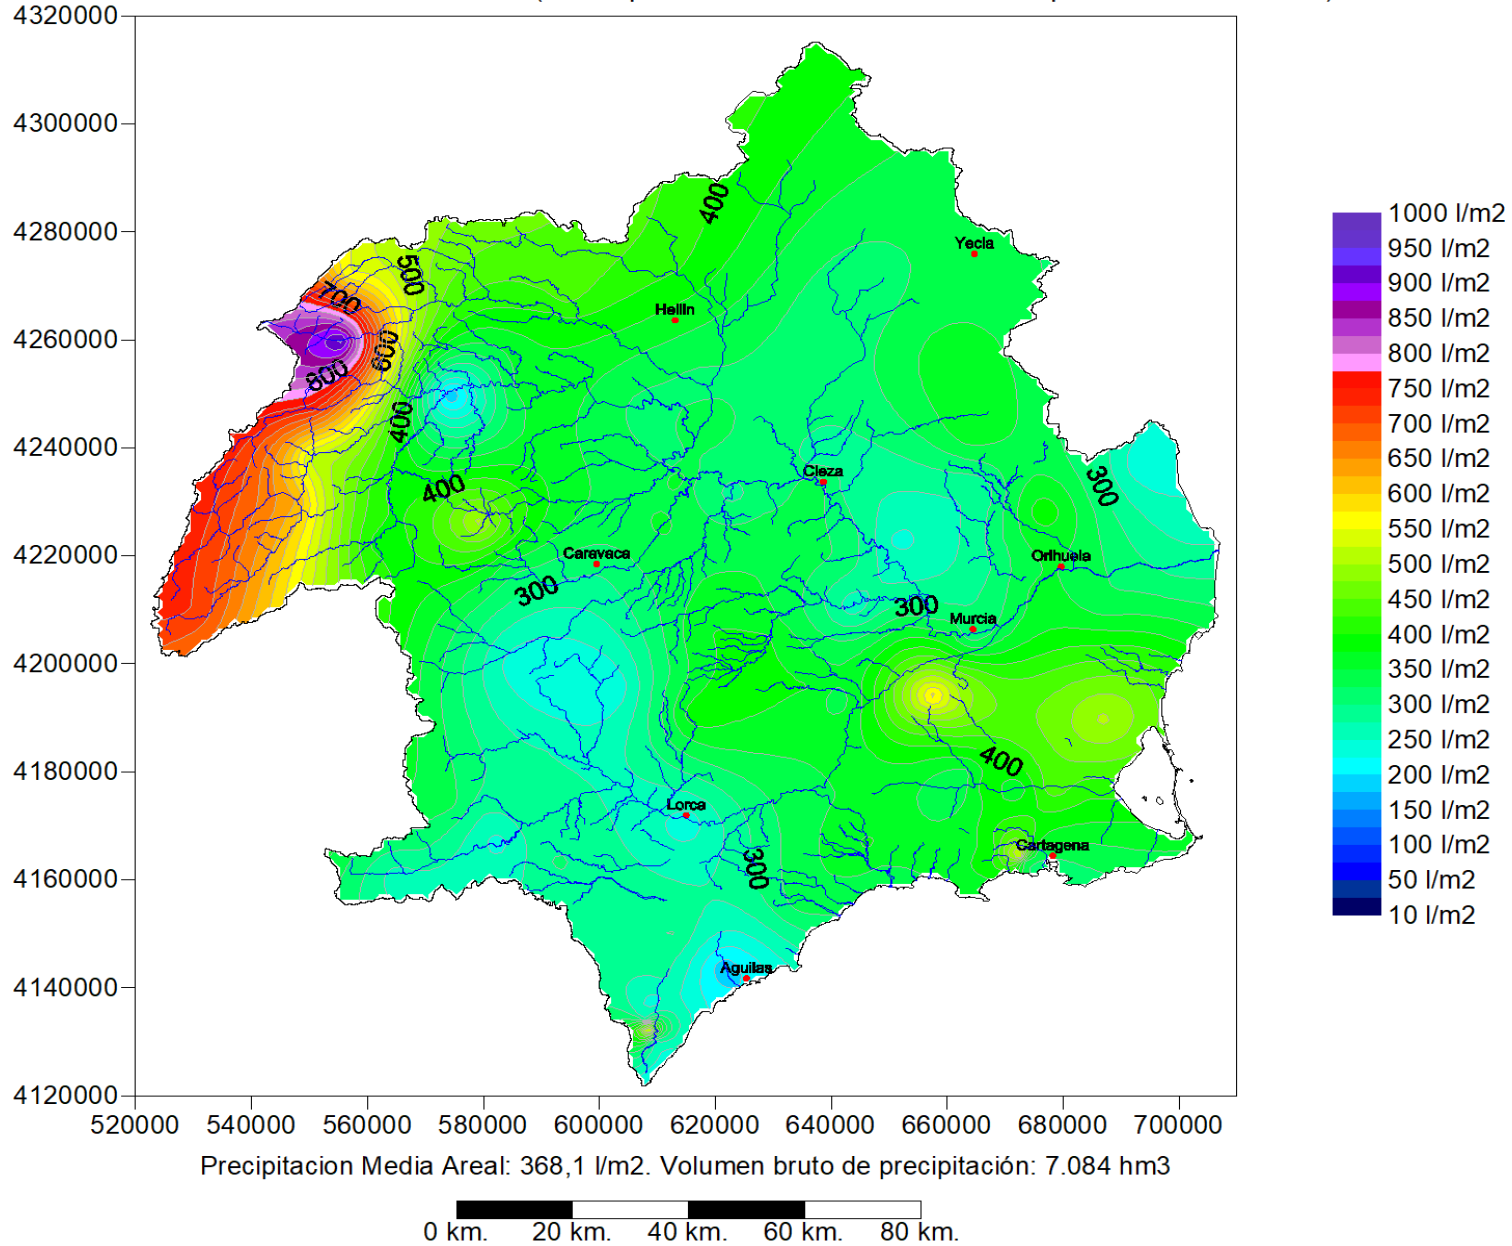 4320000
4300000
4280000
4260000
4240000
4220000
4200000
4180000
4160000
4140000
4120000
520000 540000 560000 580000 600000 620000 640000 660000 680000 700000
400
500
700
600
800
400
400
300
300
300
400
300
Yecla
Hellin
Cieza
Caravaca
Orihuela
Murcia
Lorca
Cartagena
Aguilas
1000 l/m2
950 l/m2
900 l/m2
850 l/m2
800 l/m2
750 l/m2
700 l/m2
650 l/m2
600 l/m2
550 l/m2
500 l/m2
450 l/m2
400 l/m2
350 l/m2
300 l/m2
250 l/m2
200 l/m2
150 l/m2
100 l/m2
50 l/m2
10 l/m2
Precipitacion Media Areal: 368,1 l/m2. Volumen bruto de precipitación: 7.084 hm3
0 km. 20 km. 40 km. 60 km. 80 km.